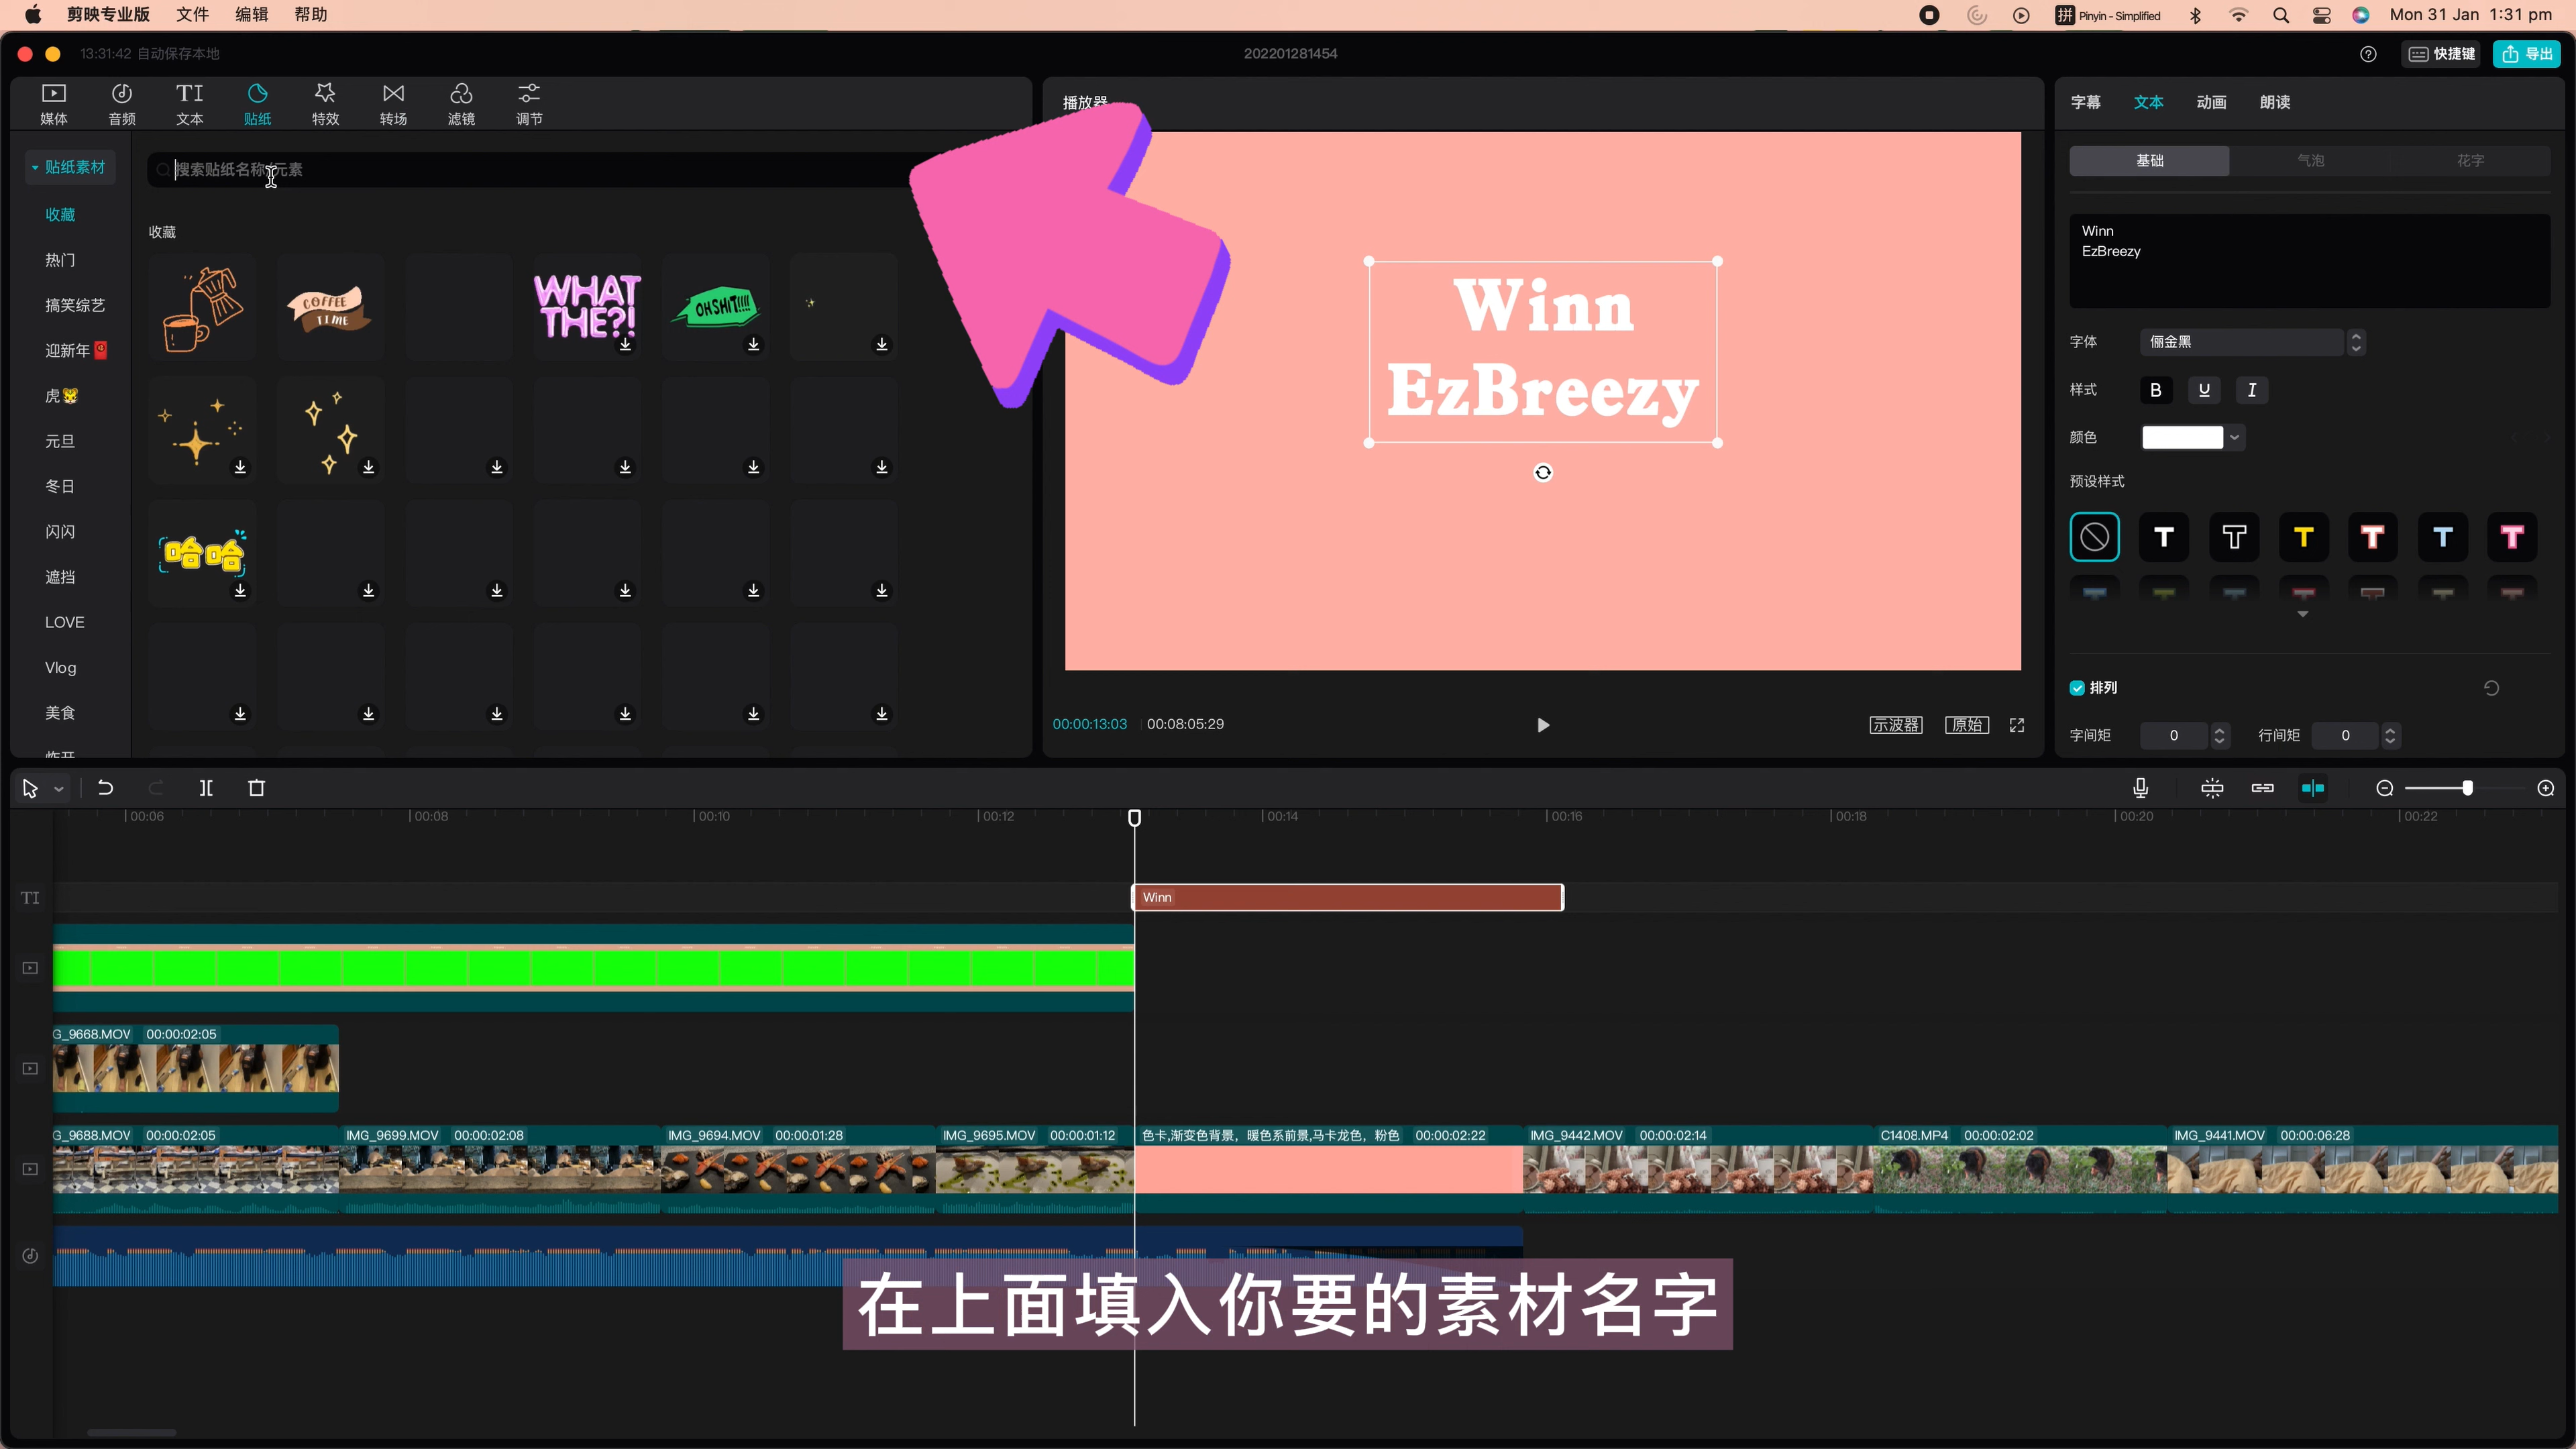 剪映专业版 文件 编辑 帮助
拼 Pinyin - Simplified Mon 31 Jan 1:31 pm
13:31:42 自动保存本地
202201281454
快捷键
导出
媒体 音频 文本 贴纸 特效 转场 滤镜 调节
贴纸素材
收藏
热门
搞笑综艺
迎新年
虎
元旦
冬日
闪闪
遮挡
LOVE
Vlog
美食
搜索贴纸名称/元素
收藏
COFFEE
TIME
WHAT
THE?!
OH SHIT!!!!
哈哈
播放器
Winn
EzBreezy
00:00:13:03 00:08:05:29
示波器 原始
字幕 文本 动画 朗读
基础 气泡 花字
Winn
EzBreezy
字体 俪金黑
样式 B U I
颜色
预设样式
T T T T T T
排列
字间矩 0 行间矩 0
00:06 00:08 00:10 00:12 00:14 00:16 00:18 00:20 00:22
TI
Winn
G_9668.MOV 00:00:02:05
G_9688.MOV 00:00:02:05 IMG_9699.MOV 00:00:02:08 IMG_9694.MOV 00:00:01:28 IMG_9695.MOV 00:00:01:12 色卡,渐变色背景，暖色系前景,马卡龙色，粉色 00:00:02:22 IMG_9442.MOV 00:00:02:14 C1408.MP4 00:00:02:02 IMG_9441.MOV 00:00:06:28
在上面填入你要的素材名字